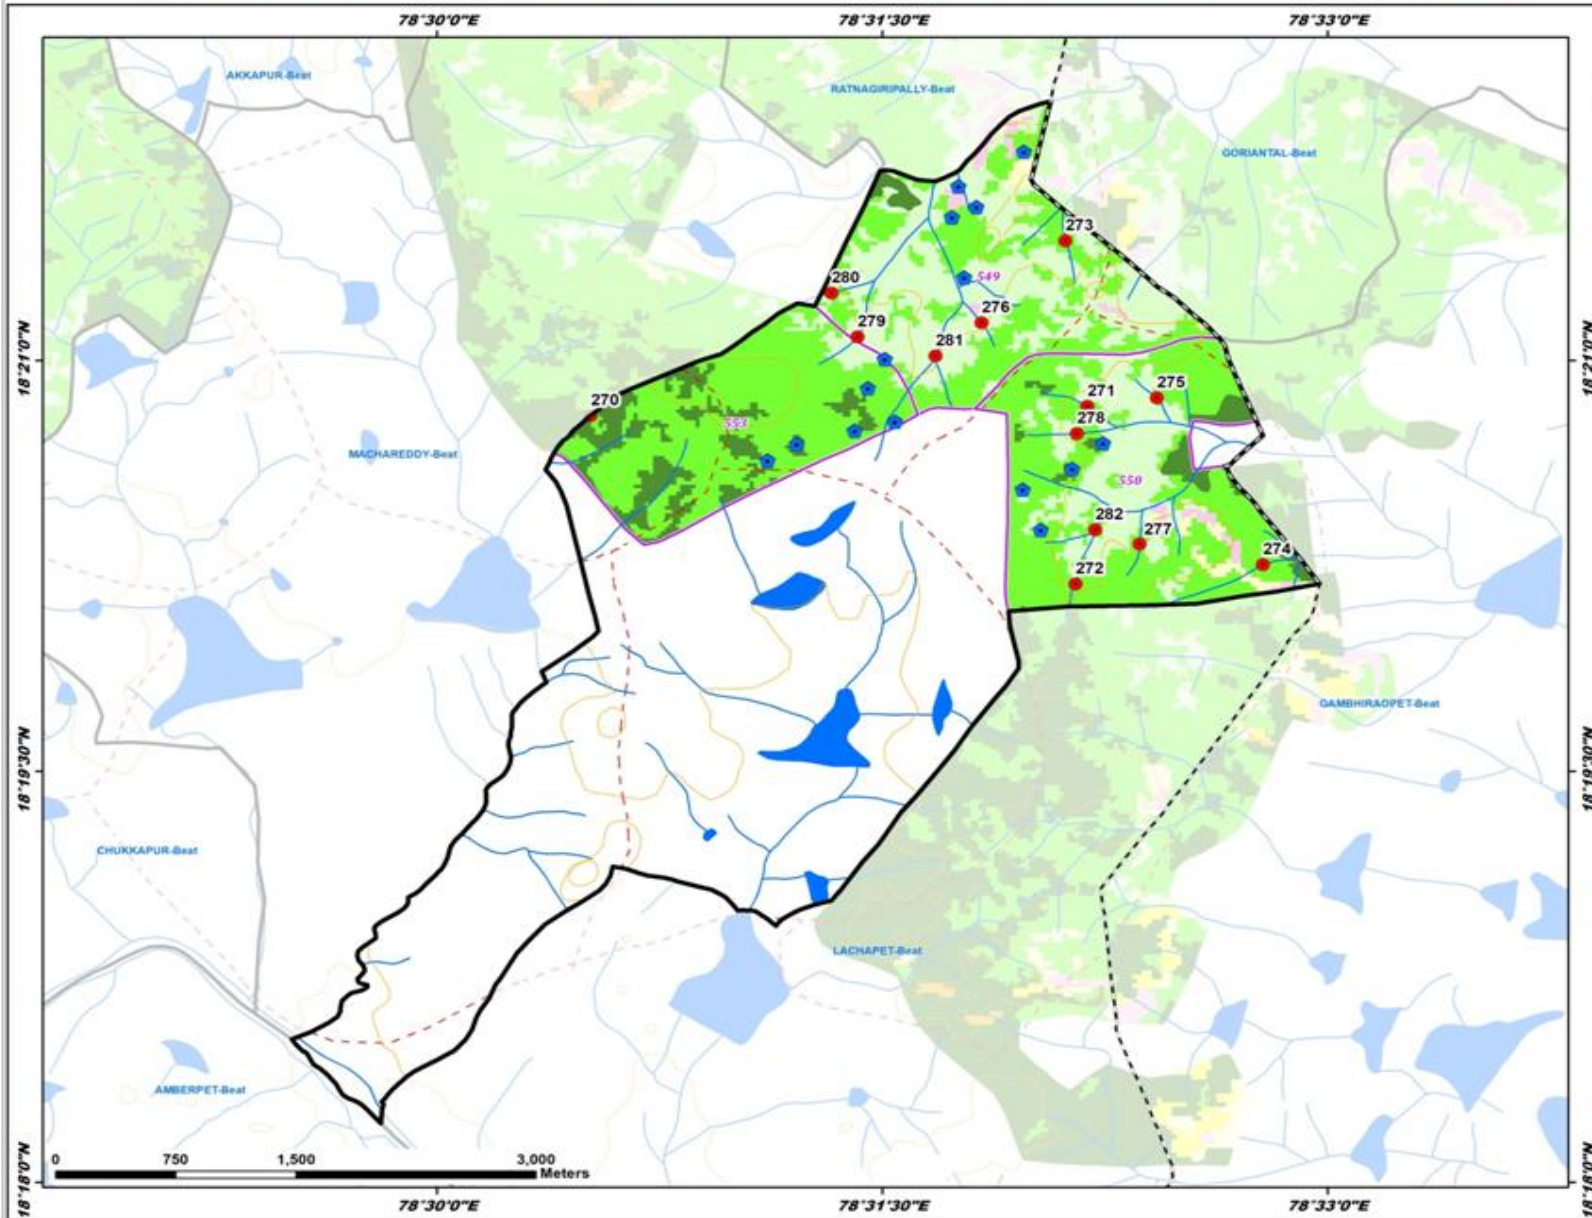 78°30'0"E 78°31'30"E 78°33'0"E
AKKAPUR-Beat
RATNAGIRIPALLY-Beat
GORIANTAL-Beat
273
549
280
276
279
281
18°21'0"N 18°21'0"N
271
275
270
278
553
MACHAREDDY-Beat
550
282
277
274
272
GAMBHIRAOPET-Beat
18°19'30"N 18°19'30"N
CHUKKAPUR-Beat
LACHAPET-Beat
AMBERPET-Beat
0 750 1,500 3,000
Meters
18°18'0"N 18°18'0"N
78°30'0"E 78°31'30"E 78°33'0"E